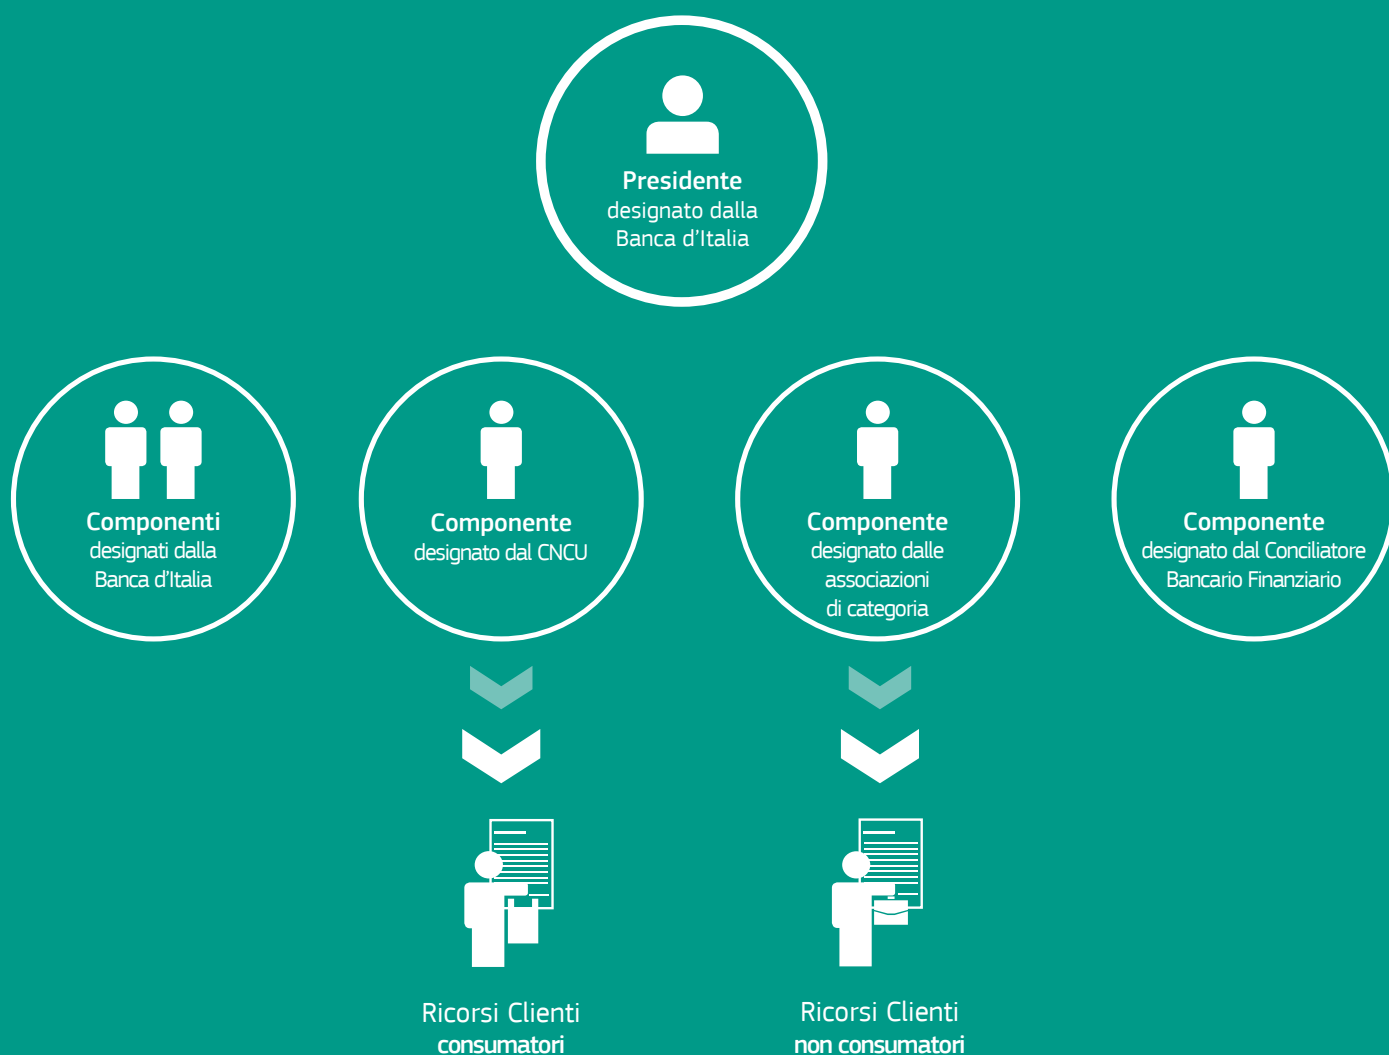 Presidente
designato dalla
Banca d'Italia
Componenti
designati dalla
Banca d'Italia
Componente
designato dal CNCU
Componente
designato dalle
associazioni
di categoria
Componente
designato dal Conciliatore
Bancario Finanziario
Ricorsi Clienti
consumatori
Ricorsi Clienti
non consumatori